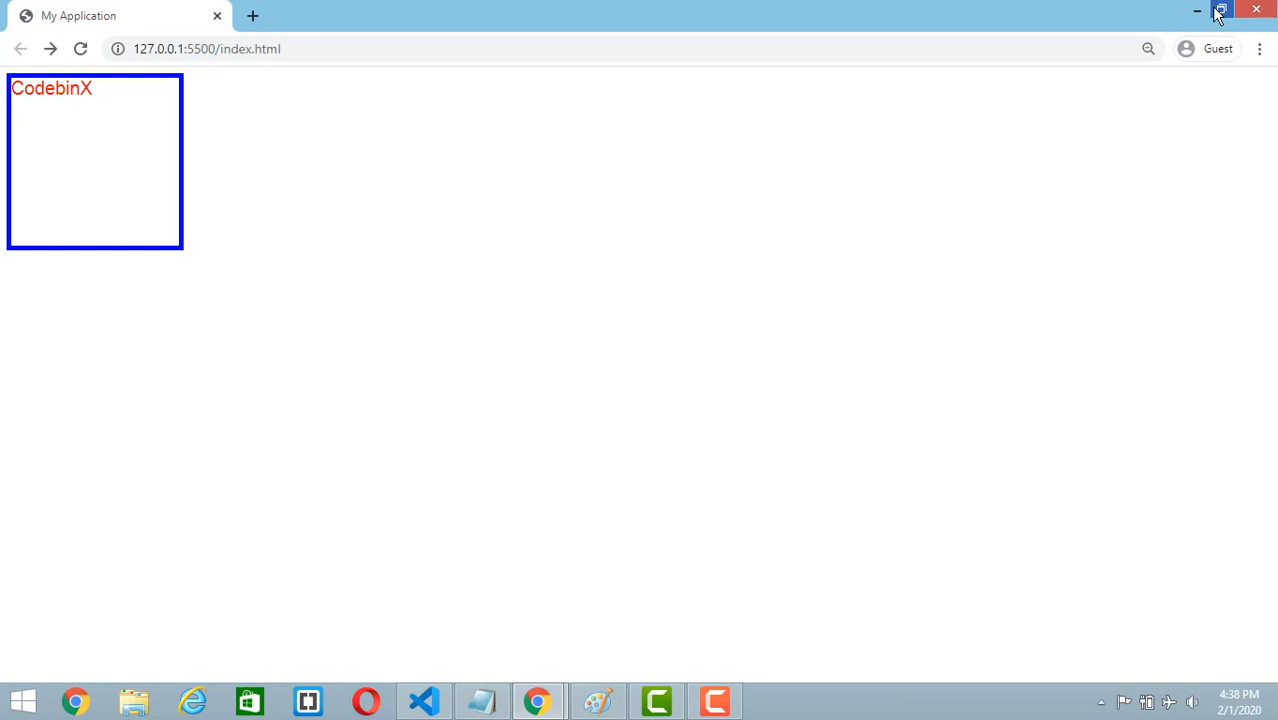 My Application
127.0.0.1:5500/index.html
Guest
CodebinX
4:38 PM
2/1/2020